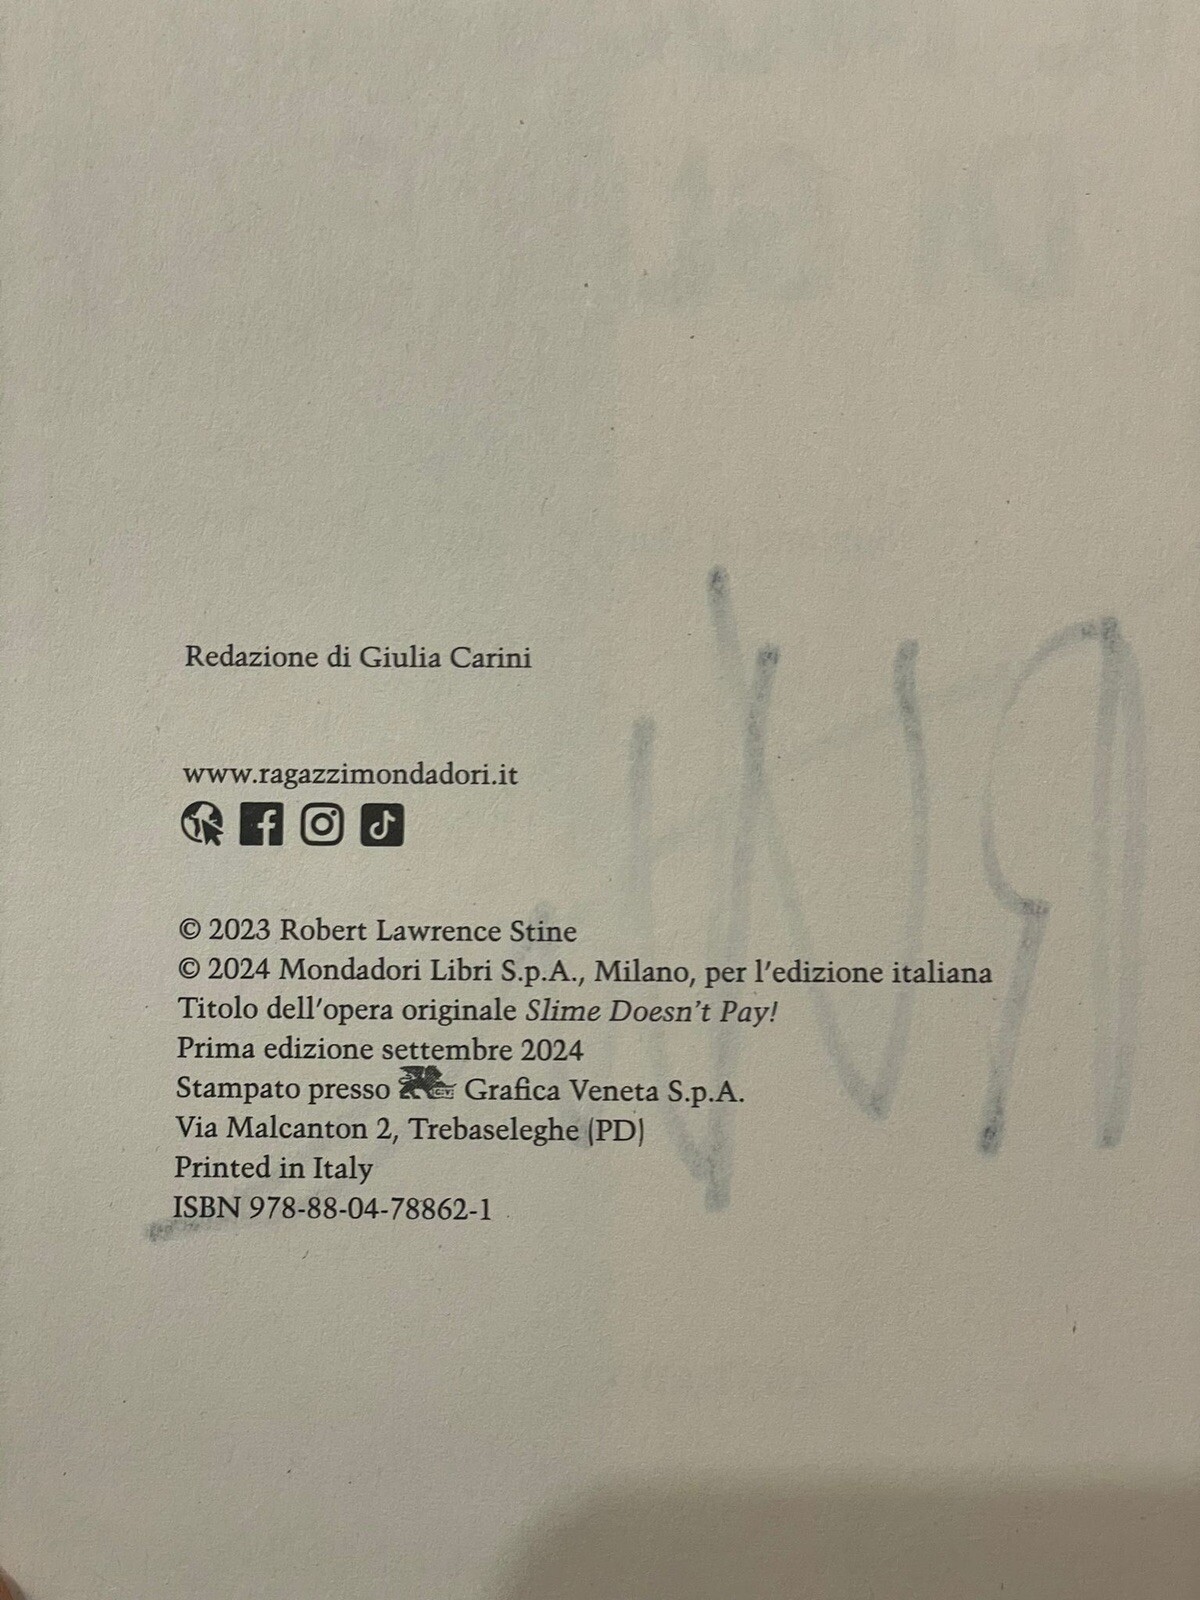 Redazione di Giulia Carini
www.ragazzimondadori.it
© 2023 Robert Lawrence Stine
© 2024 Mondadori Libri S.p.A., Milano, per l'edizione italiana
Titolo dell'opera originale Slime Doesn't Pay!
Prima edizione settembre 2024
Stampato presso Grafica Veneta S.p.A.
Via Malcanton 2, Trebaseleghe (PD)
Printed in Italy
ISBN 978-88-04-78862-1